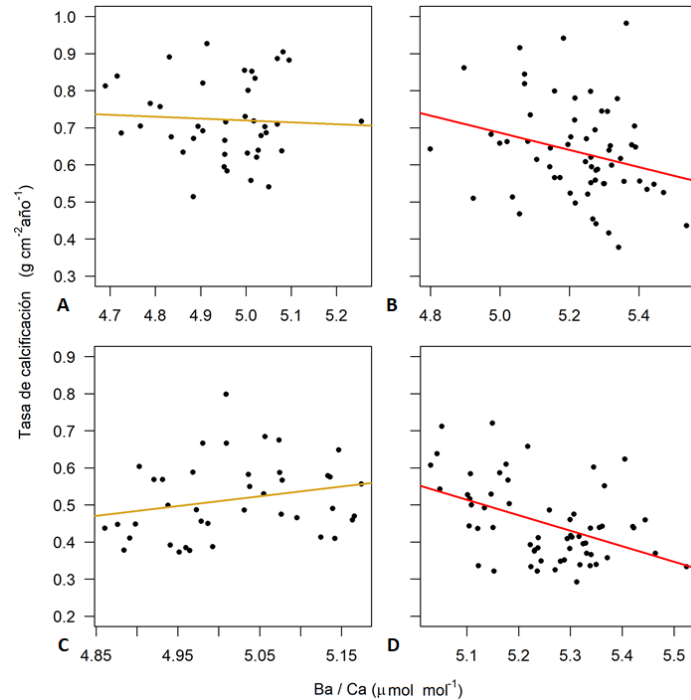 Tasa de calcificación (g cm⁻²año⁻¹)
1.0
0.9
0.8
0.7
0.6
0.5
0.4
0.3
A
B
4.7 4.8 4.9 5.0 5.1 5.2
4.8 5.0 5.2 5.4
0.9
0.8
0.7
0.6
0.5
0.4
0.3
0.2
C
D
4.85 4.95 5.05 5.15
5.1 5.2 5.3 5.4 5.5
Ba / Ca (μmol mol⁻¹)